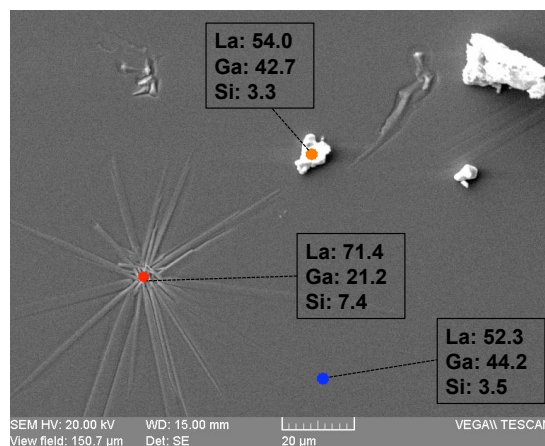 La: 54.0
Ga: 42.7
Si: 3.3
La: 71.4
Ga: 21.2
Si: 7.4
La: 52.3
Ga: 44.2
Si: 3.5
SEM HV: 20.00 kV WD: 15.00 mm VEGA\\ TESCAN
View field: 150.7 µm Det: SE 20 µm